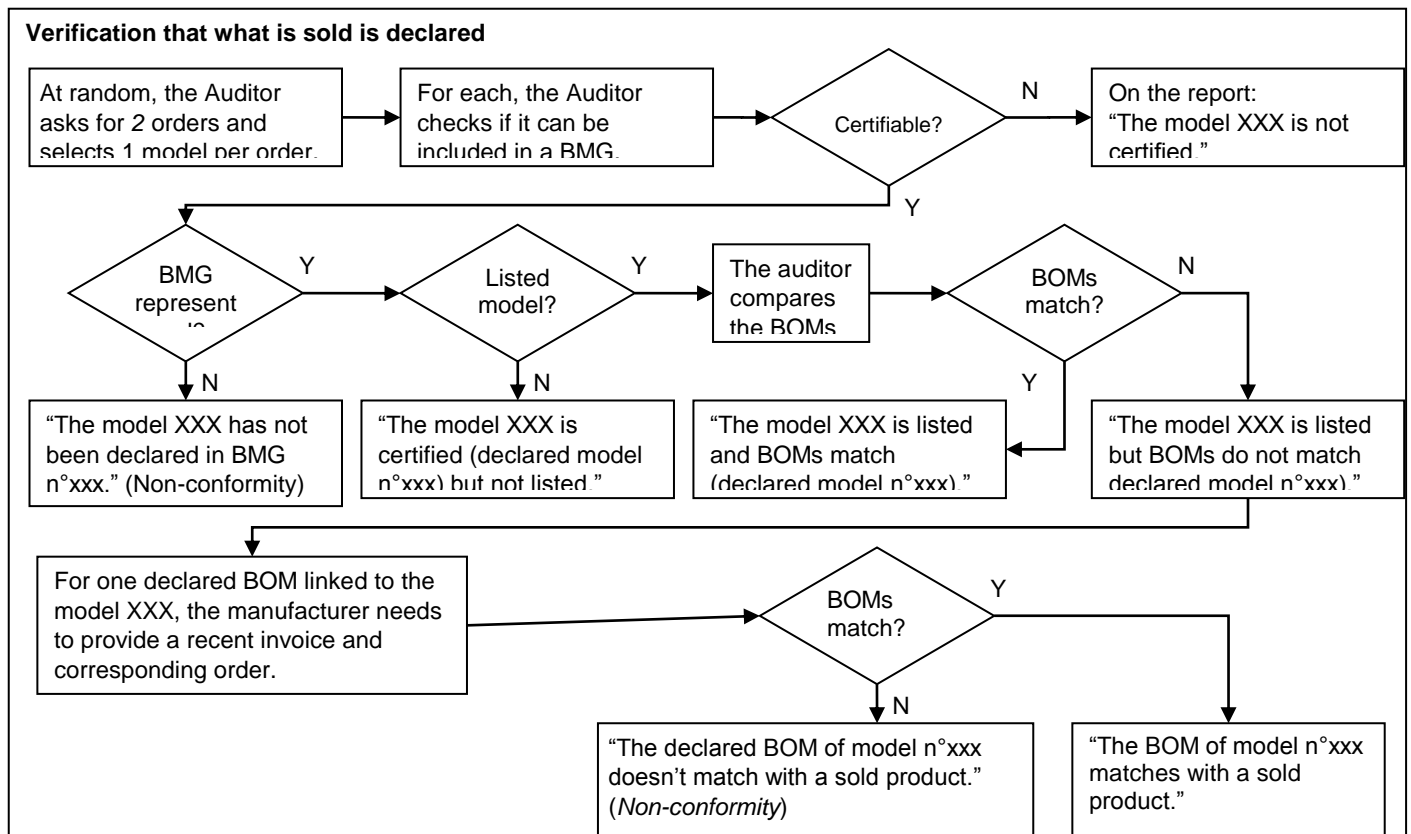 Verification that what is sold is declared
At random, the Auditor
asks for 2 orders and
selects 1 model per order.
For each, the Auditor
checks if it can be
included in a BMG.
Certifiable?
N
On the report:
“The model XXX is not
certified.”
Y
BMG
represent
Y
Listed
model?
Y
The auditor
compares
the BOMs
BOMs
match?
N
N
N
Y
“The model XXX has not
been declared in BMG
n°xxx.” (Non-conformity)
“The model XXX is
certified (declared model
n°xxx) but not listed.”
“The model XXX is listed
and BOMs match
(declared model n°xxx).”
“The model XXX is listed
but BOMs do not match
declared model n°xxx).”
For one declared BOM linked to the
model XXX, the manufacturer needs
to provide a recent invoice and
corresponding order.
BOMs
match?
Y
N
“The declared BOM of model n°xxx
doesn’t match with a sold product.”
(Non-conformity)
“The BOM of model n°xxx
matches with a sold
product.”